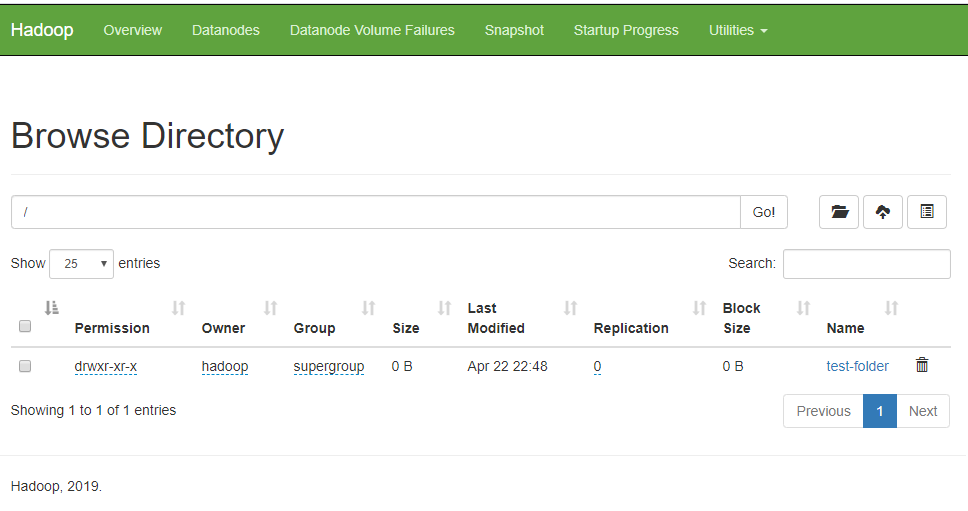 Hadoop Overview Datanodes Datanode Volume Failures Snapshot Startup Progress Utilities
Browse Directory
/ Go!
Show 25 entries Search:
Permission Owner Group Size Last Modified Replication Block Size Name
drwxr-xr-x hadoop supergroup 0 B Apr 22 22:48 0 0 B test-folder
Showing 1 to 1 of 1 entries Previous 1 Next
Hadoop, 2019.